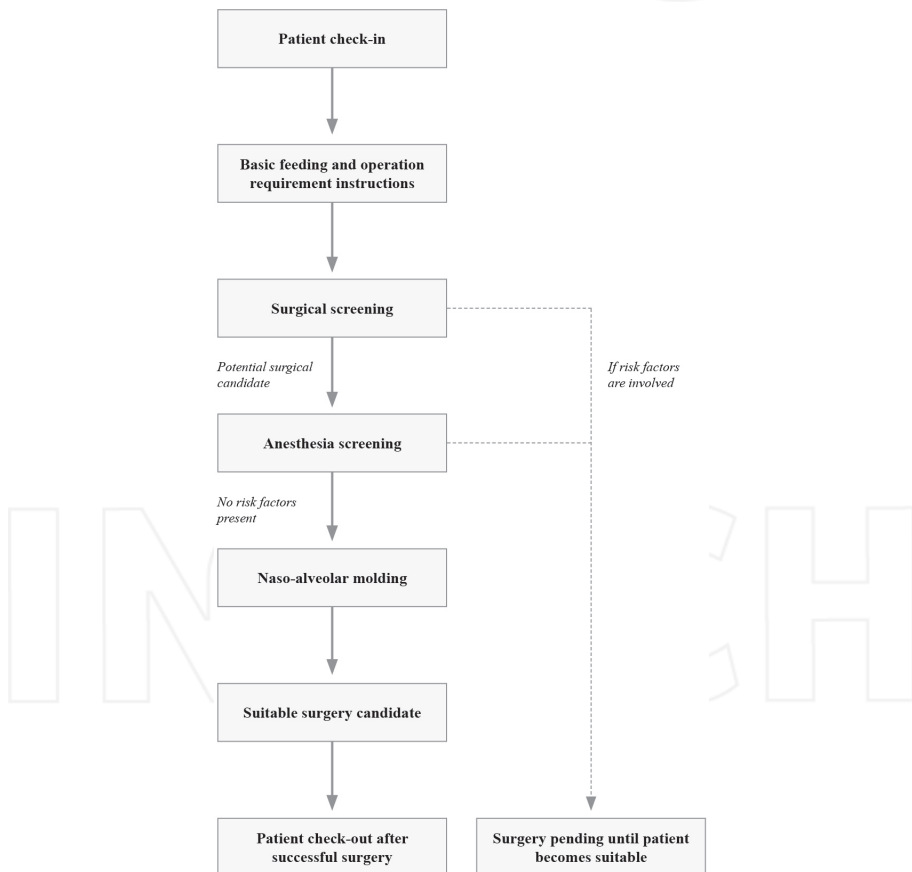 Patient check-in
Basic feeding and operation
requirement instructions
Surgical screening
Potential surgical
candidate
If risk factors
are involved
Anesthesia screening
No risk factors
present
Naso-alveolar molding
Suitable surgery candidate
Patient check-out after
successful surgery
Surgery pending until patient
becomes suitable